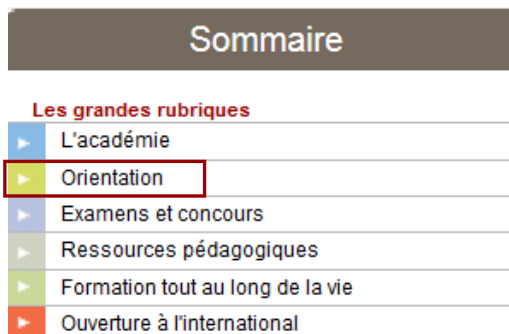 Sommaire
Les grandes rubriques
L'académie
Orientation
Examens et concours
Ressources pédagogiques
Formation tout au long de la vie
Ouverture à l'international